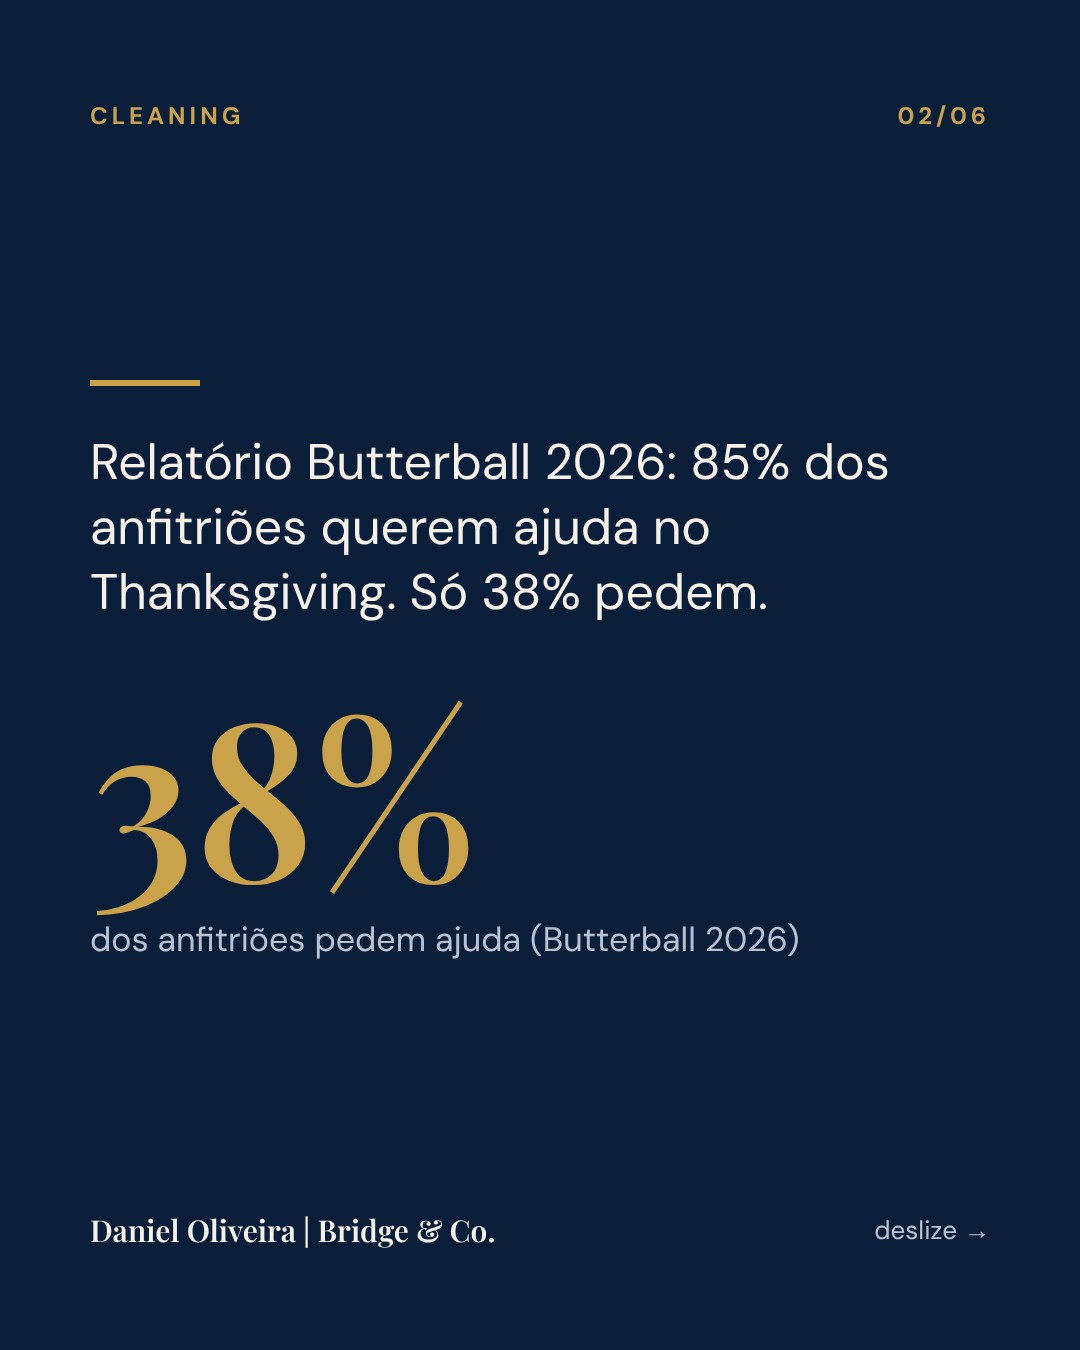 CLEANING
02/06
Relatório Butterball 2026: 85% dos
anfitriões querem ajuda no
Thanksgiving. Só 38% pedem.
38%
dos anfitriões pedem ajuda (Butterball 2026)
Daniel Oliveira | Bridge & Co.
deslize →